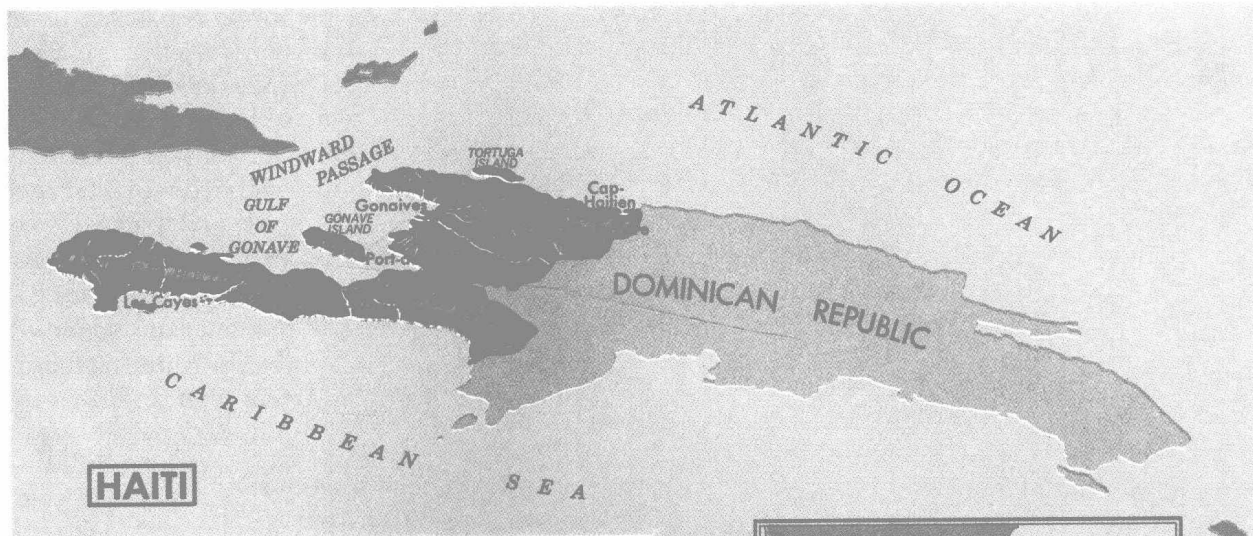 ATLANTIC OCEAN
WINDWARD
PASSAGE
TORTUGA
ISLAND
Cap-
Haïtien
GULF
OF
GONAVE
Gonaives
GONAVE
ISLAND
Les Cayes
DOMINICAN REPUBLIC
CARIBBEAN SEA
HAITI